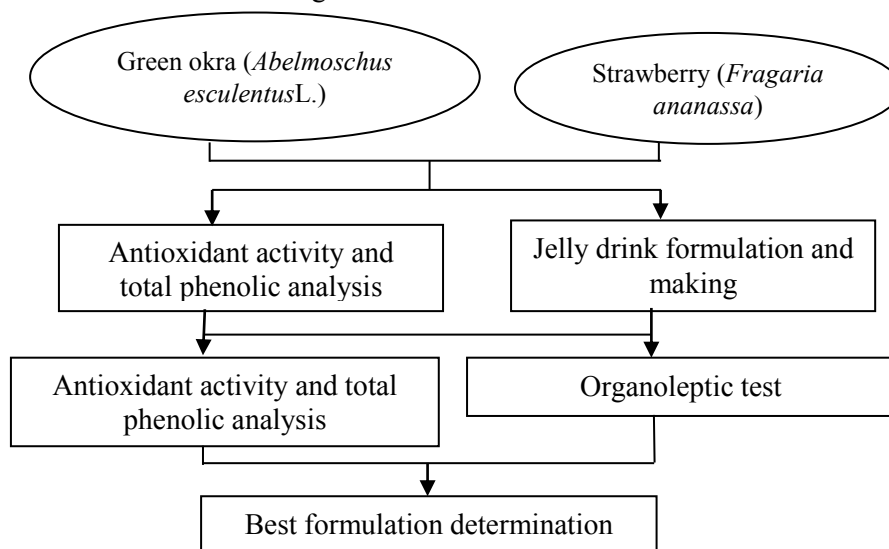 Green okra (Abelmoschus
esculentusL.)
Strawberry (Fragaria
ananassa)
Antioxidant activity and
total phenolic analysis
Jelly drink formulation and
making
Antioxidant activity and total
phenolic analysis
Organoleptic test
Best formulation determination